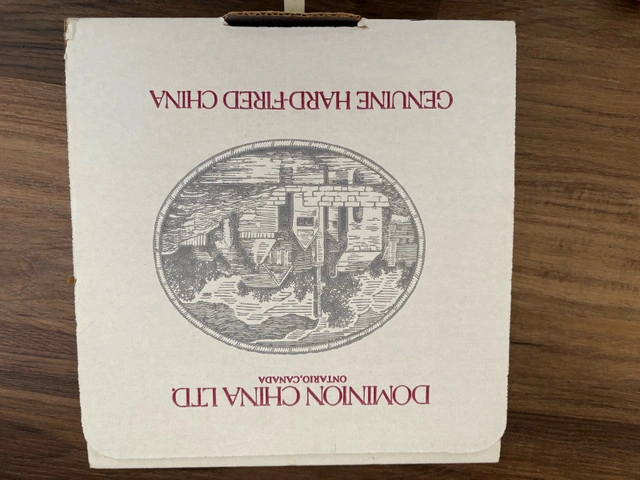 DOMINION CHINA LTD.
ONTARIO, CANADA
GENUINE HARD-FIRED CHINA